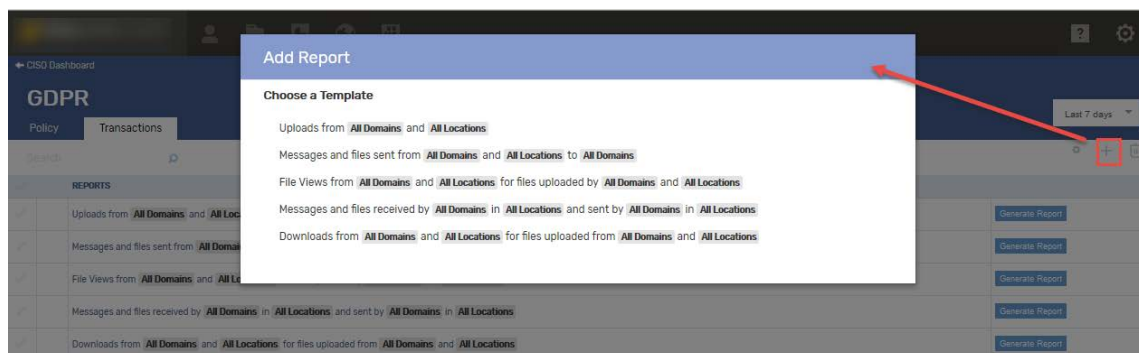 ?
CISO Dashboard
GDPR
Policy Transactions
Last 7 days
Search
REPORTS
Uploads from All Domains and All Loc
Generate Report
Messages and files sent from All Domai
Generate Report
File Views from All Domains and All Lo
Generate Report
Messages and files received by All Domains in All Locations and sent by All Domains in All Locations
Generate Report
Downloads from All Domains and All Locations for files uploaded from All Domains and All Locations
Generate Report
Add Report
Choose a Template
Uploads from All Domains and All Locations
Messages and files sent from All Domains and All Locations to All Domains
File Views from All Domains and All Locations for files uploaded by All Domains and All Locations
Messages and files received by All Domains in All Locations and sent by All Domains in All Locations
Downloads from All Domains and All Locations for files uploaded from All Domains and All Locations